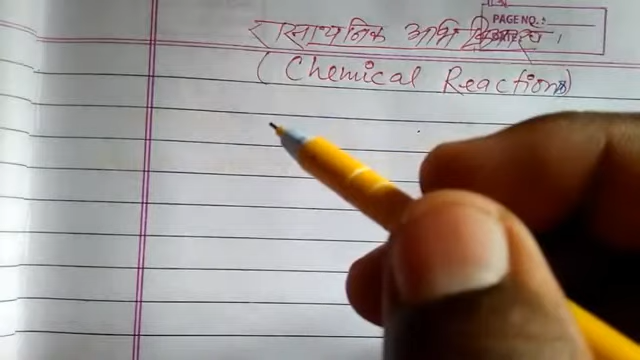 PAGE NO.:
रासायनिक अभिक्रियाएँ ।
(Chemical Reactions)